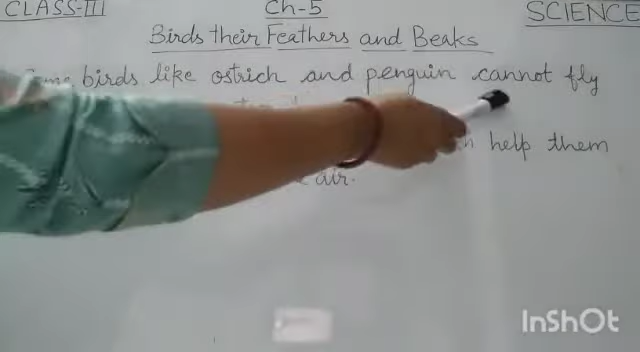 CLASS-III Ch-5 SCIENCE
Birds their Feathers and Beaks
birds like ostrich and penguin cannot fly
help them
air.
InShOt